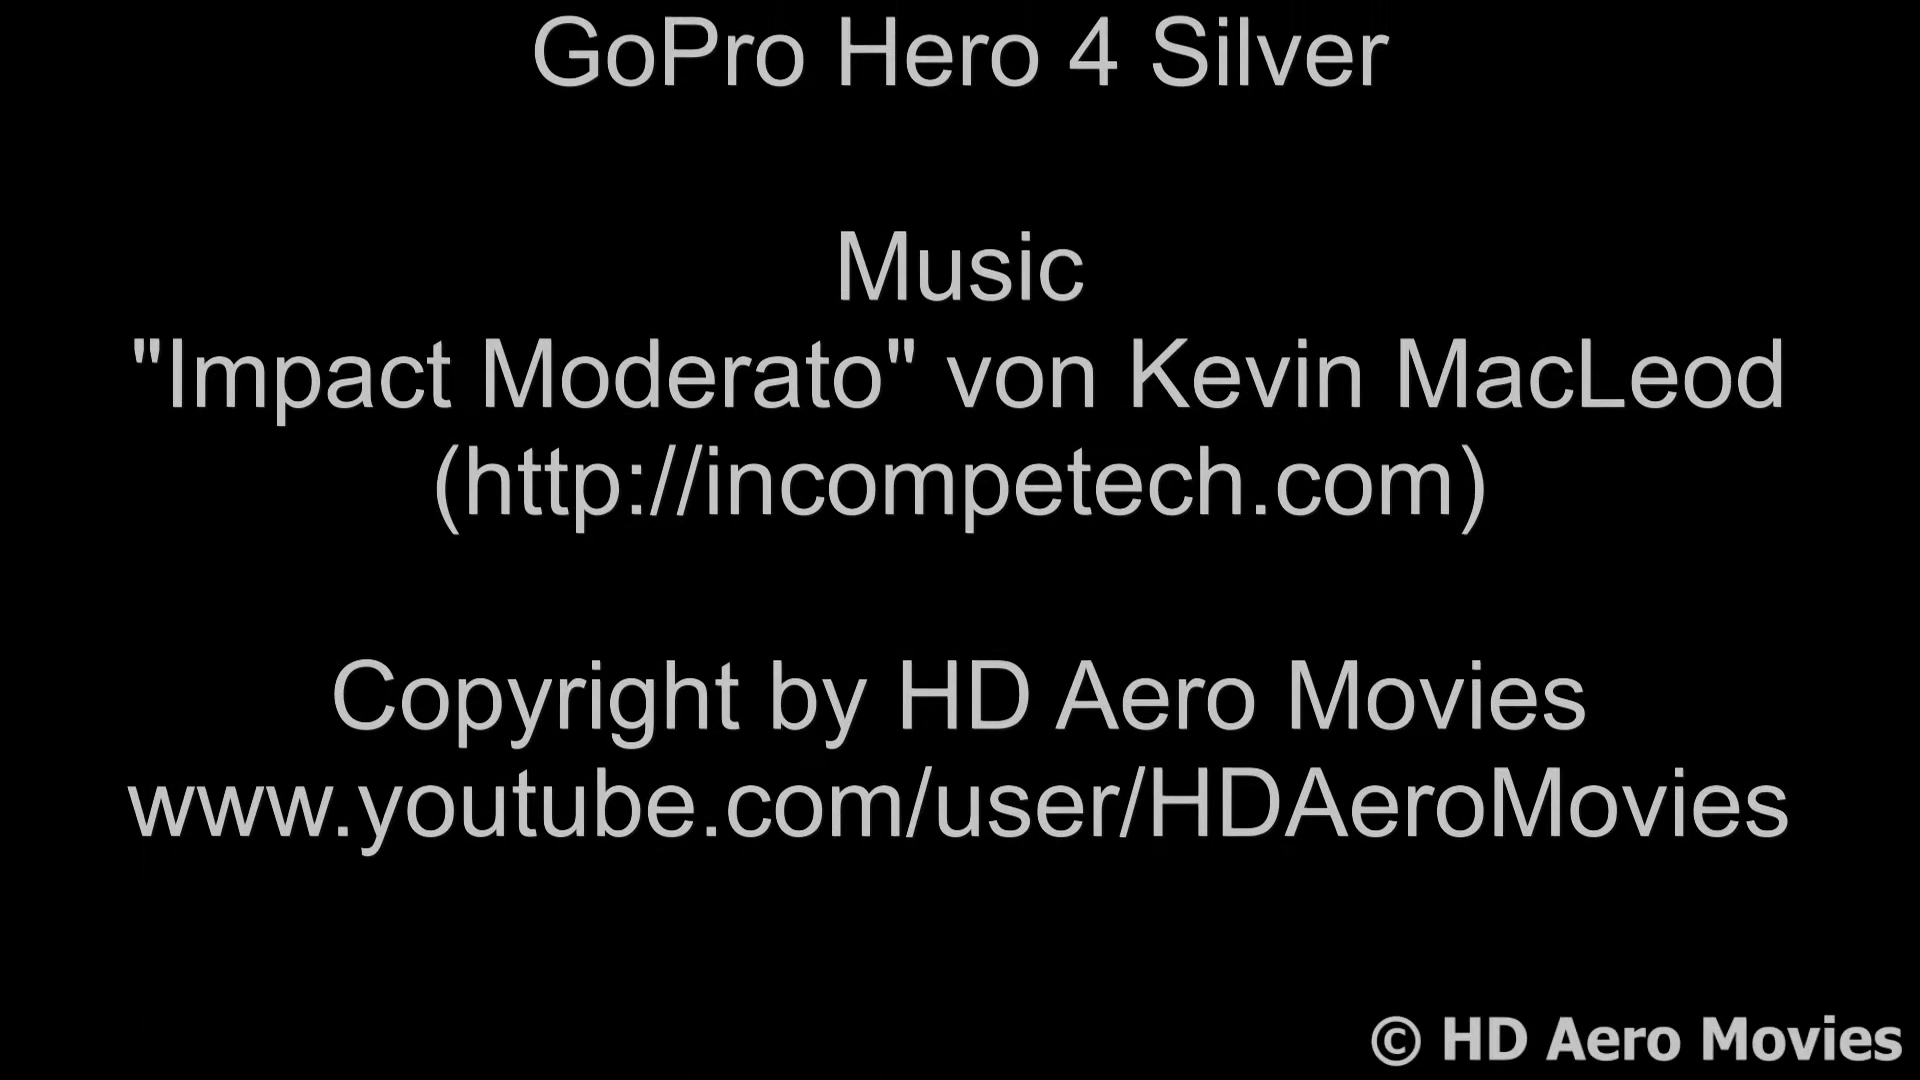 GoPro Hero 4 Silver
Music
"Impact Moderato" von Kevin MacLeod
(http://incompetech.com)
Copyright by HD Aero Movies
www.youtube.com/user/HDAeroMovies
© HD Aero Movies